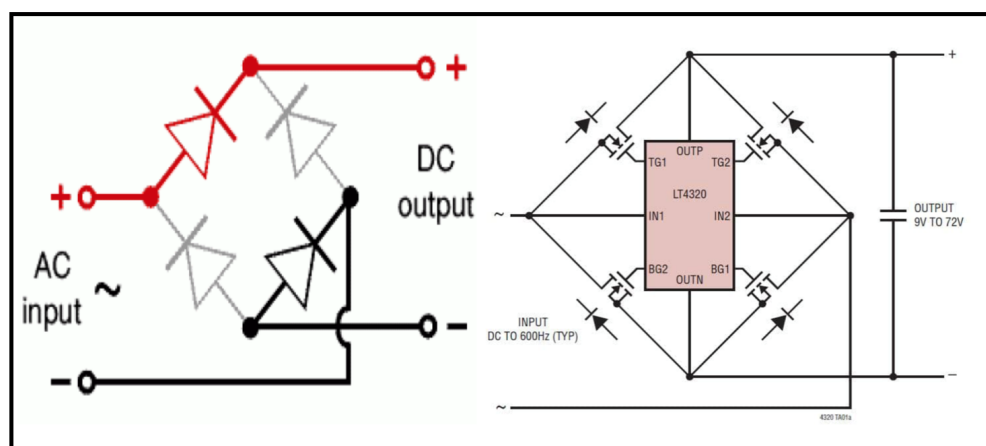 +
+
DC
output
AC
input ~
−
−
+
OUTP
TG1
TG2
LT4320
~
IN1
IN2
OUTPUT
9V TO 72V
BG2
BG1
OUTN
INPUT
DC TO 600Hz (TYP)
−
~
4320 TA01a